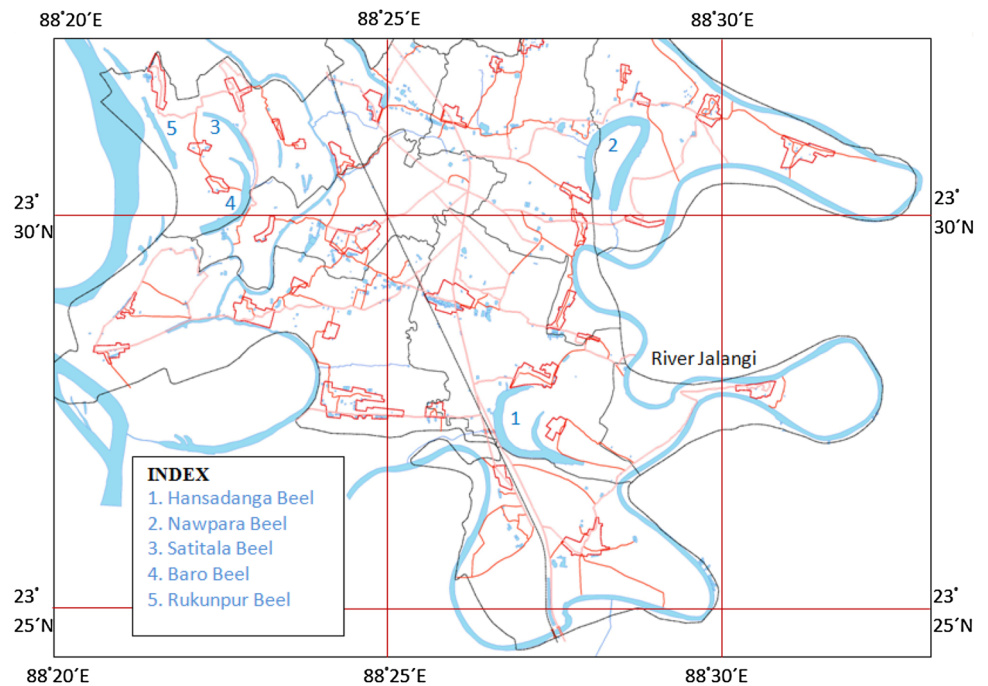 88°20´E 88°25´E 88°30´E
5 3 2
4
23°
30´N
23°
30´N
River Jalangi
1
INDEX
1. Hansadanga Beel
2. Nawpara Beel
3. Satitala Beel
4. Baro Beel
5. Rukunpur Beel
23°
25´N
23°
25´N
88°20´E 88°25´E 88°30´E